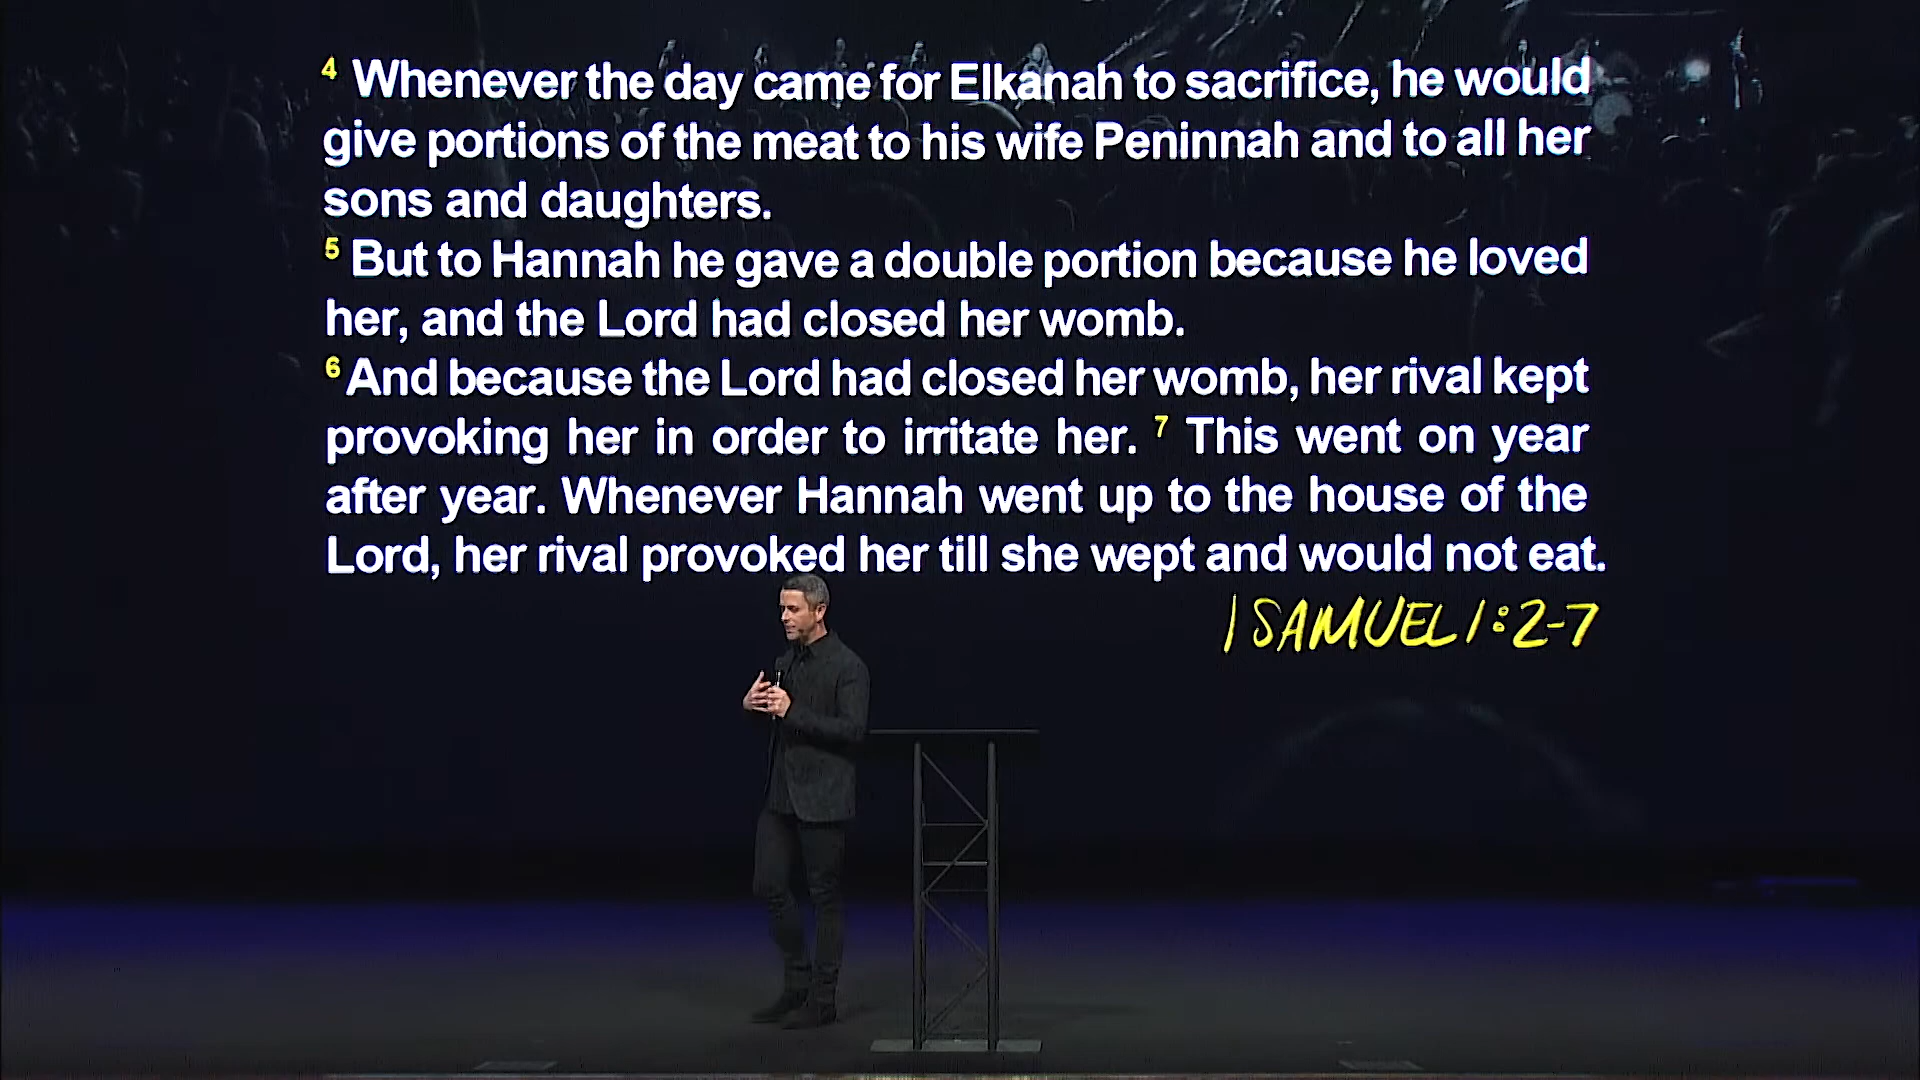 4 Whenever the day came for Elkanah to sacrifice, he would
give portions of the meat to his wife Peninnah and to all her
sons and daughters.
5 But to Hannah he gave a double portion because he loved
her, and the Lord had closed her womb.
6 And because the Lord had closed her womb, her rival kept
provoking her in order to irritate her. 7 This went on year
after year. Whenever Hannah went up to the house of the
Lord, her rival provoked her till she wept and would not eat.
1 SAMUEL 1:2-7